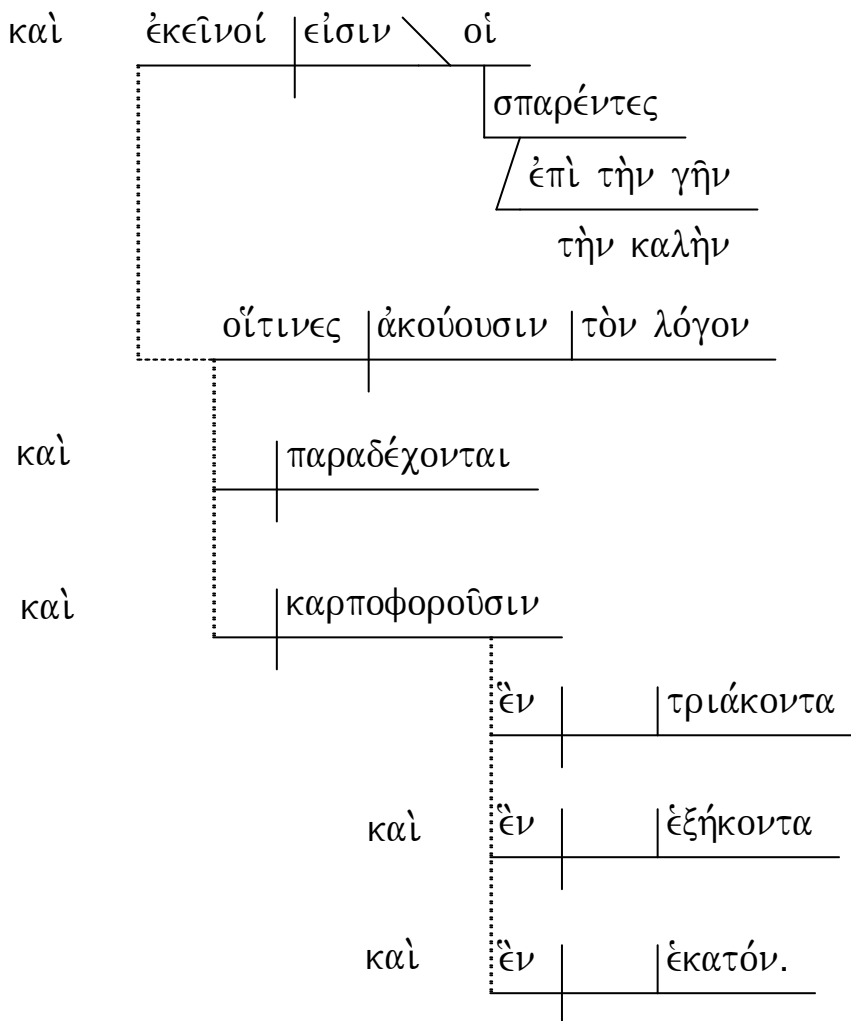 καὶ ἐκεῖνοί εἰσιν οἱ
σπαρέντες
ἐπὶ τὴν γῆν
τὴν καλὴν
οἵτινες ἀκούουσιν τὸν λόγον
καὶ παραδέχονται
καὶ καρποφοροῦσιν
ἓν τριάκοντα
καὶ ἓν ἑξήκοντα
καὶ ἓν ἑκατόν.